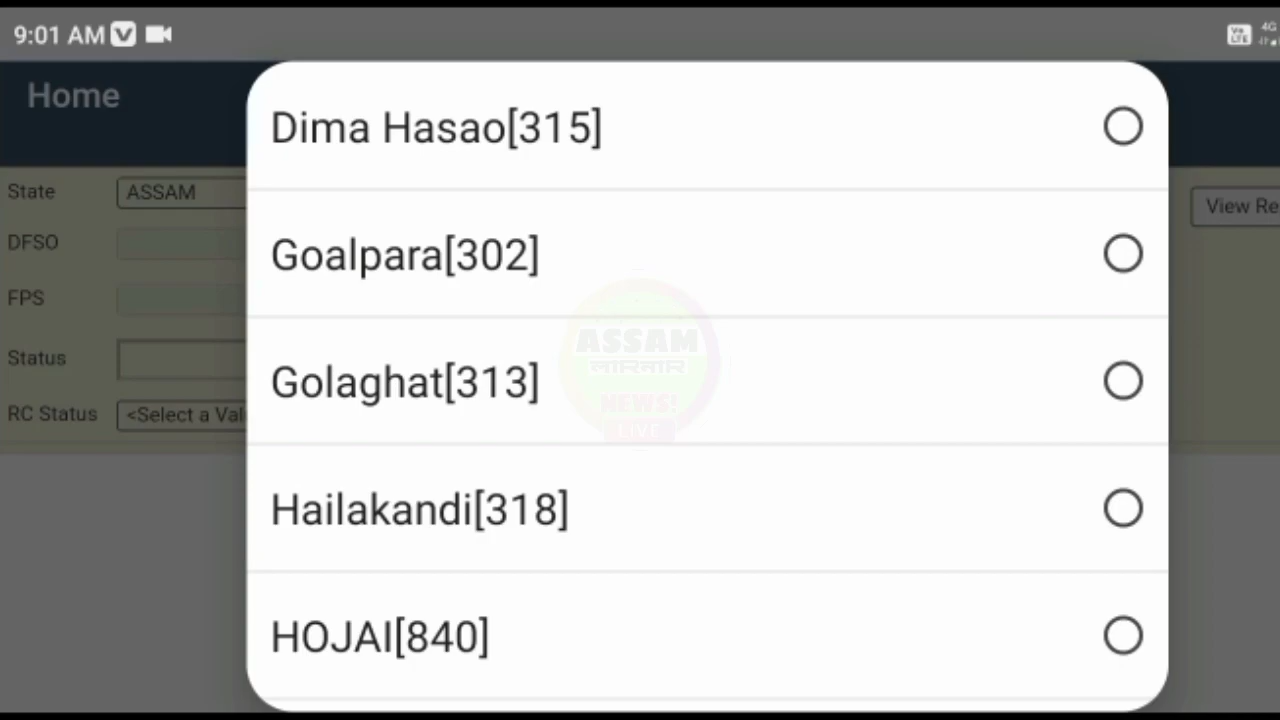 9:01 AM
4G
Home
State
ASSAM
View Re
DFSO
FPS
Status
RC Status
<Select a Val
Dima Hasao[315]
Goalpara[302]
Golaghat[313]
Hailakandi[318]
HOJAI[840]
ASSAM
NEWS!
LIVE